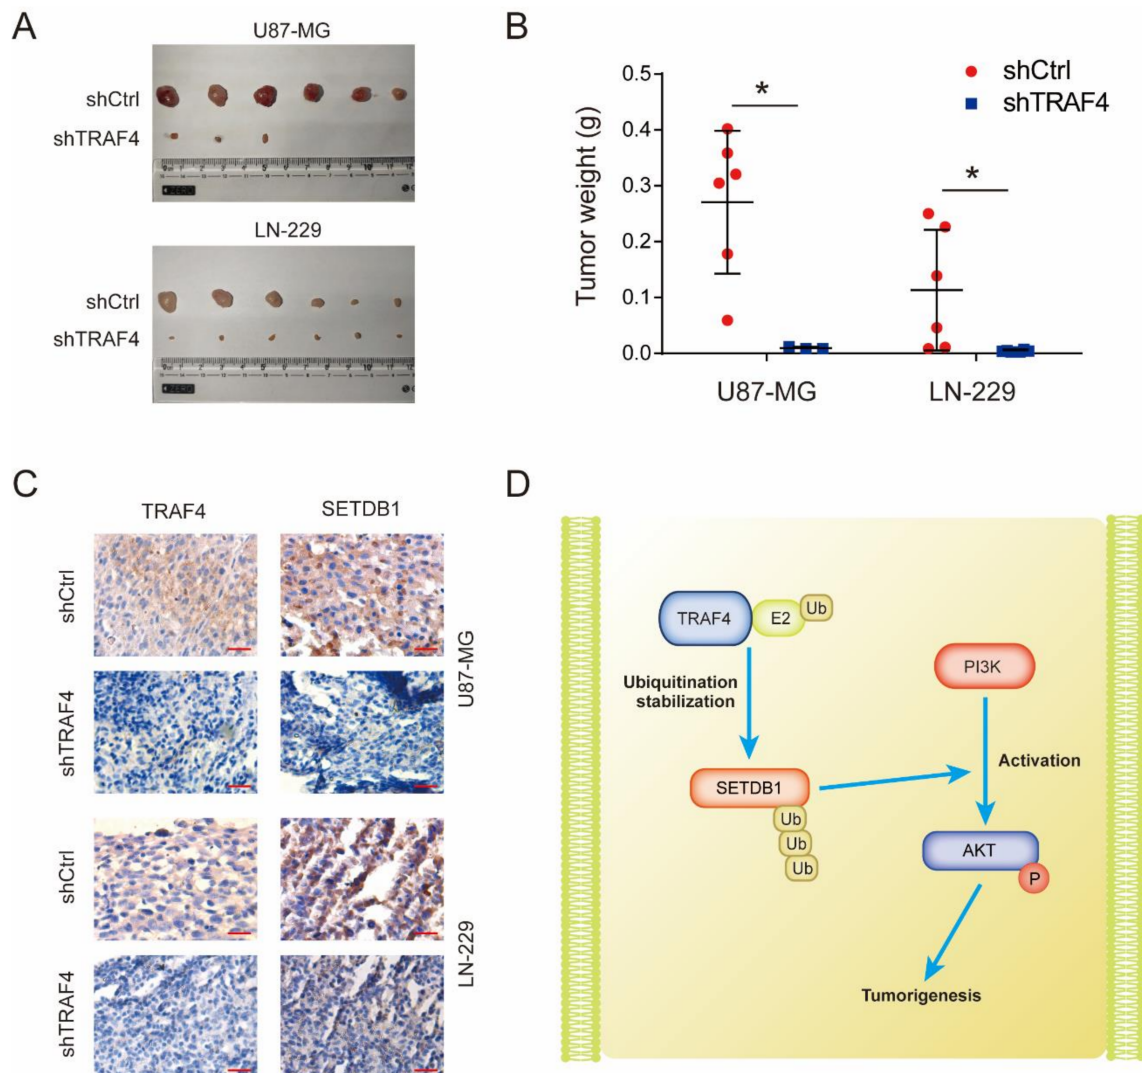 A
U87-MG
shCtrl
shTRAF4
LN-229
shCtrl
shTRAF4
B
Tumor weight (g)
0.5
0.4
0.3
0.2
0.1
0.0
*
*
shCtrl
shTRAF4
U87-MG
LN-229
C
TRAF4
SETDB1
shCtrl
shTRAF4
U87-MG
shCtrl
shTRAF4
LN-229
D
TRAF4
E2
Ub
Ubiquitination
stabilization
PI3K
SETDB1
Activation
Ub
Ub
Ub
AKT
P
Tumorigenesis